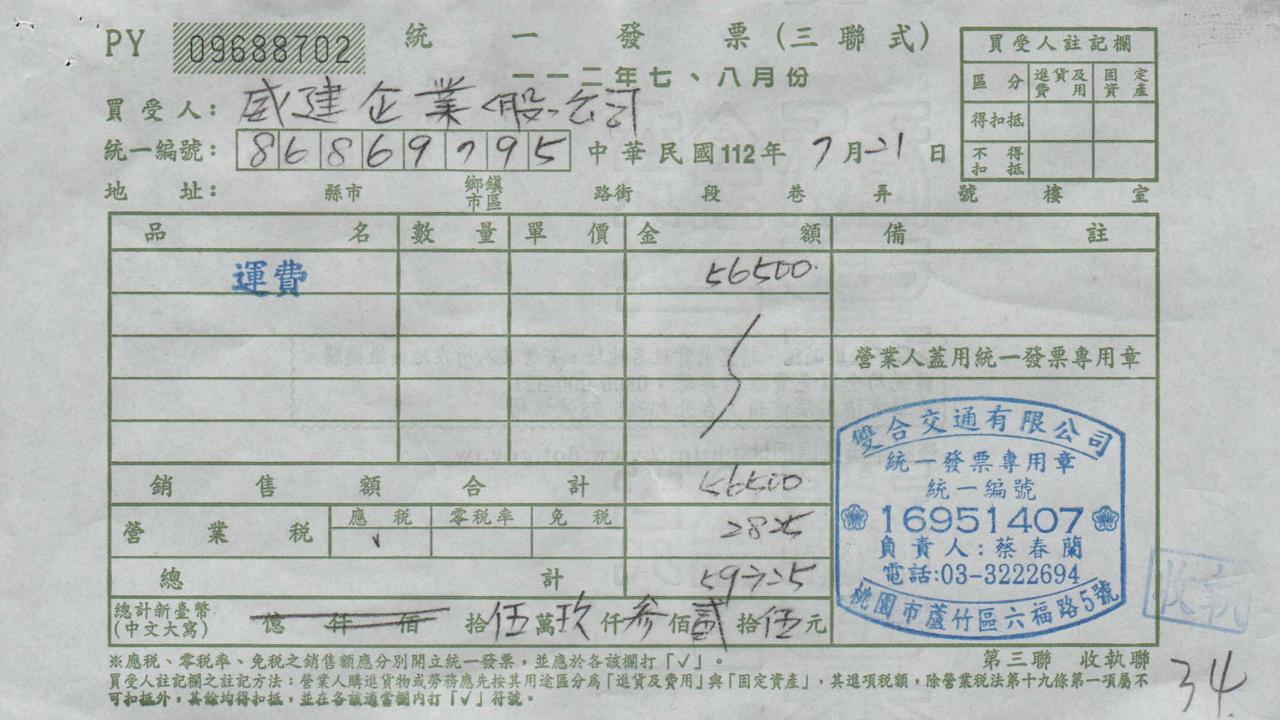 PY 09688702 統一發票(三聯式)
一一二年七、八月份
買受人: 威建企業(股)公司
統一編號: 86869795 中華民國112年 7月21日
地址: 縣市 鄉鎮市區 路街 段 巷 弄 號 樓 室
買受人註記欄
區分 進貨及費用 固定資產
得扣抵
不得扣抵
品名 數量 單價 金額 備註
運費 56500
營業人蓋用統一發票專用章
銷售額合計 56500
營業稅 應稅 零稅率 免稅 2825
√
總計 59325
總計新臺幣(中文大寫) 億 仟 佰 拾伍萬玖仟參佰貳拾伍元
雙合交通有限公司
統一發票專用章
統一編號
16951407
負責人:蔡春蘭
電話:03-3222694
桃園市蘆竹區六福路5號
收執
※應稅、零稅率、免稅之銷售額應分別開立統一發票,並應於各該欄打「√」。
第三聯 收執聯
買受人註記欄之註記方法:營業人購進貨物或勞務應先按其用途區分為「進貨及費用」與「固定資產」,其進項稅額,除營業稅法第十九條第一項屬不
可扣抵外,其餘均得扣抵,並在各該適當欄內打「√」符號。
34